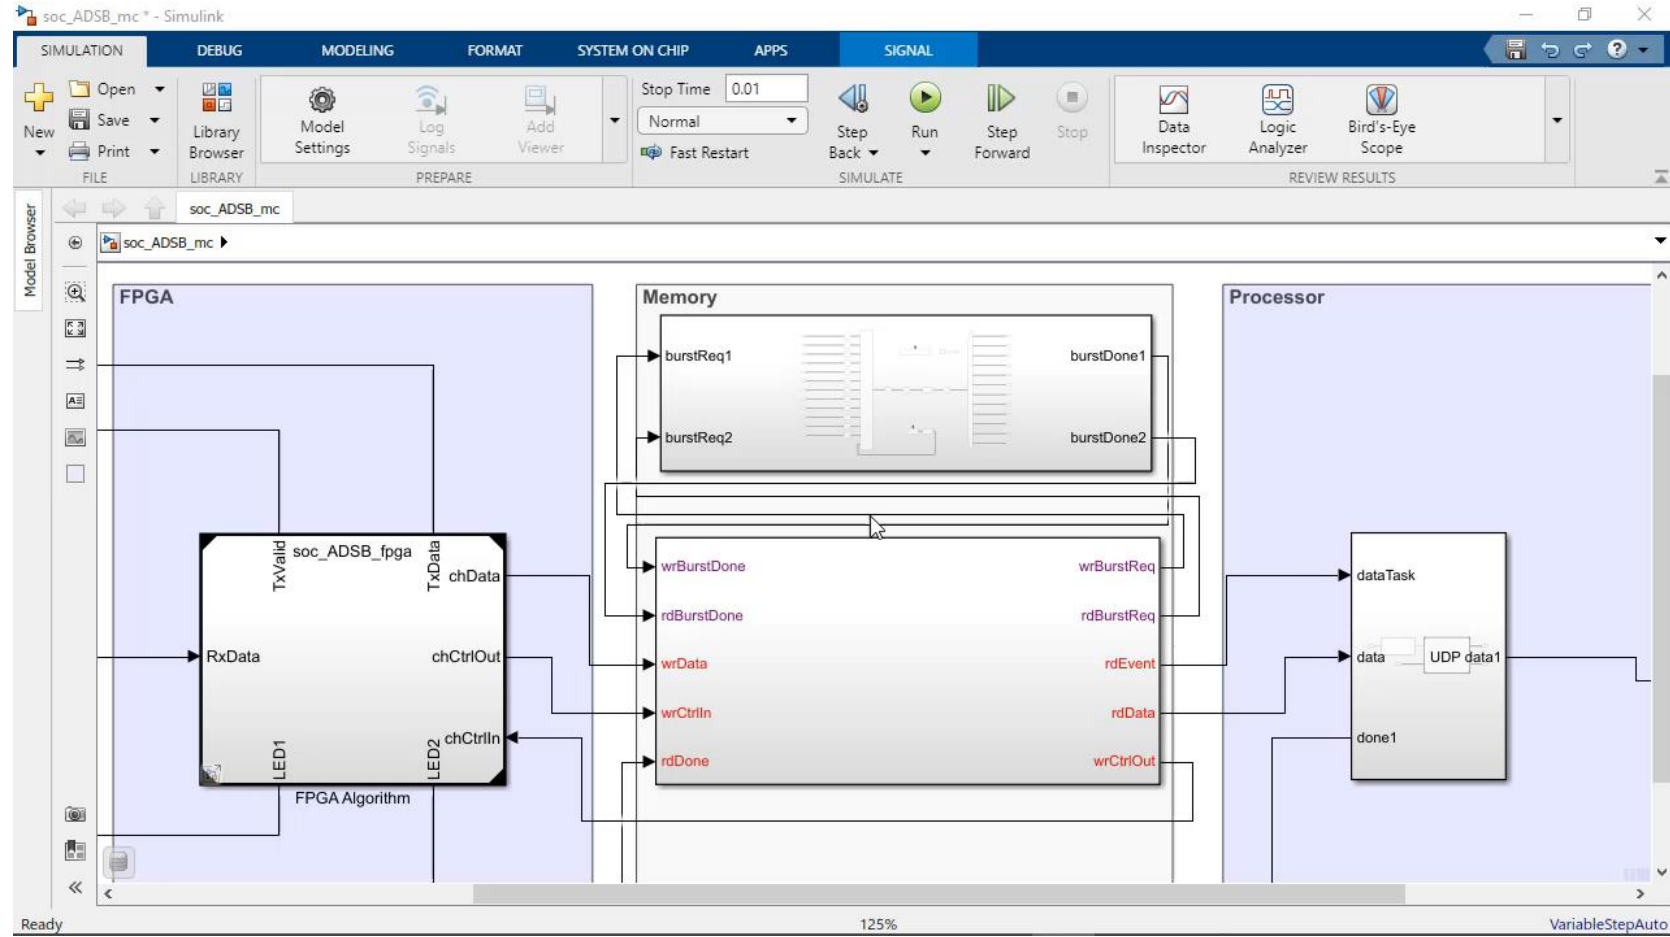 soc_ADSB_mc * - Simulink
SIMULATION DEBUG MODELING FORMAT SYSTEM ON CHIP APPS SIGNAL
New
Open
Save
Print
FILE
Library
Browser
LIBRARY
Model
Settings
Log
Signals
Add
Viewer
PREPARE
Stop Time 0.01
Normal
Fast Restart
Step
Back
Run
Step
Forward
Stop
SIMULATE
Data
Inspector
Logic
Analyzer
Bird's-Eye
Scope
REVIEW RESULTS
Model Browser
soc_ADSB_mc
soc_ADSB_mc
FPGA
TxValid
soc_ADSB_fpga
TxData
chData
RxData
chCtrlOut
chCtrlIn
LED1
LED2
FPGA Algorithm
Memory
burstReq1
burstDone1
burstReq2
burstDone2
wrBurstDone
wrBurstReq
rdBurstDone
rdBurstReq
wrData
rdEvent
wrCtrlIn
rdData
rdDone
wrCtrlOut
Processor
dataTask
data
UDP data1
done1
Ready
125%
VariableStepAuto